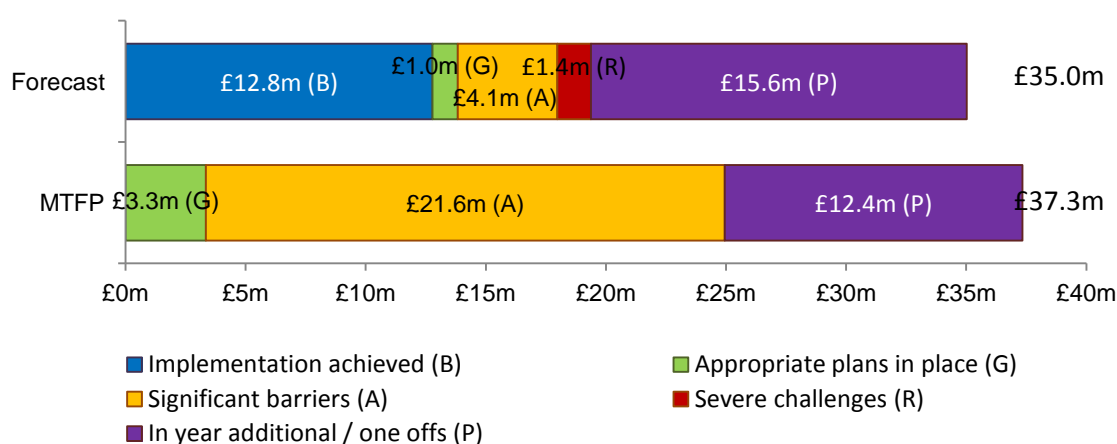 £1.0m (G) £1.4m (R)
Forecast £12.8m (B) £15.6m (P) £35.0m
£4.1m (A)
MTFP £3.3m (G) £21.6m (A) £12.4m (P) £37.3m
£0m £5m £10m £15m £20m £25m £30m £35m £40m
Implementation achieved (B) Appropriate plans in place (G)
Significant barriers (A) Severe challenges (R)
In year additional / one offs (P)